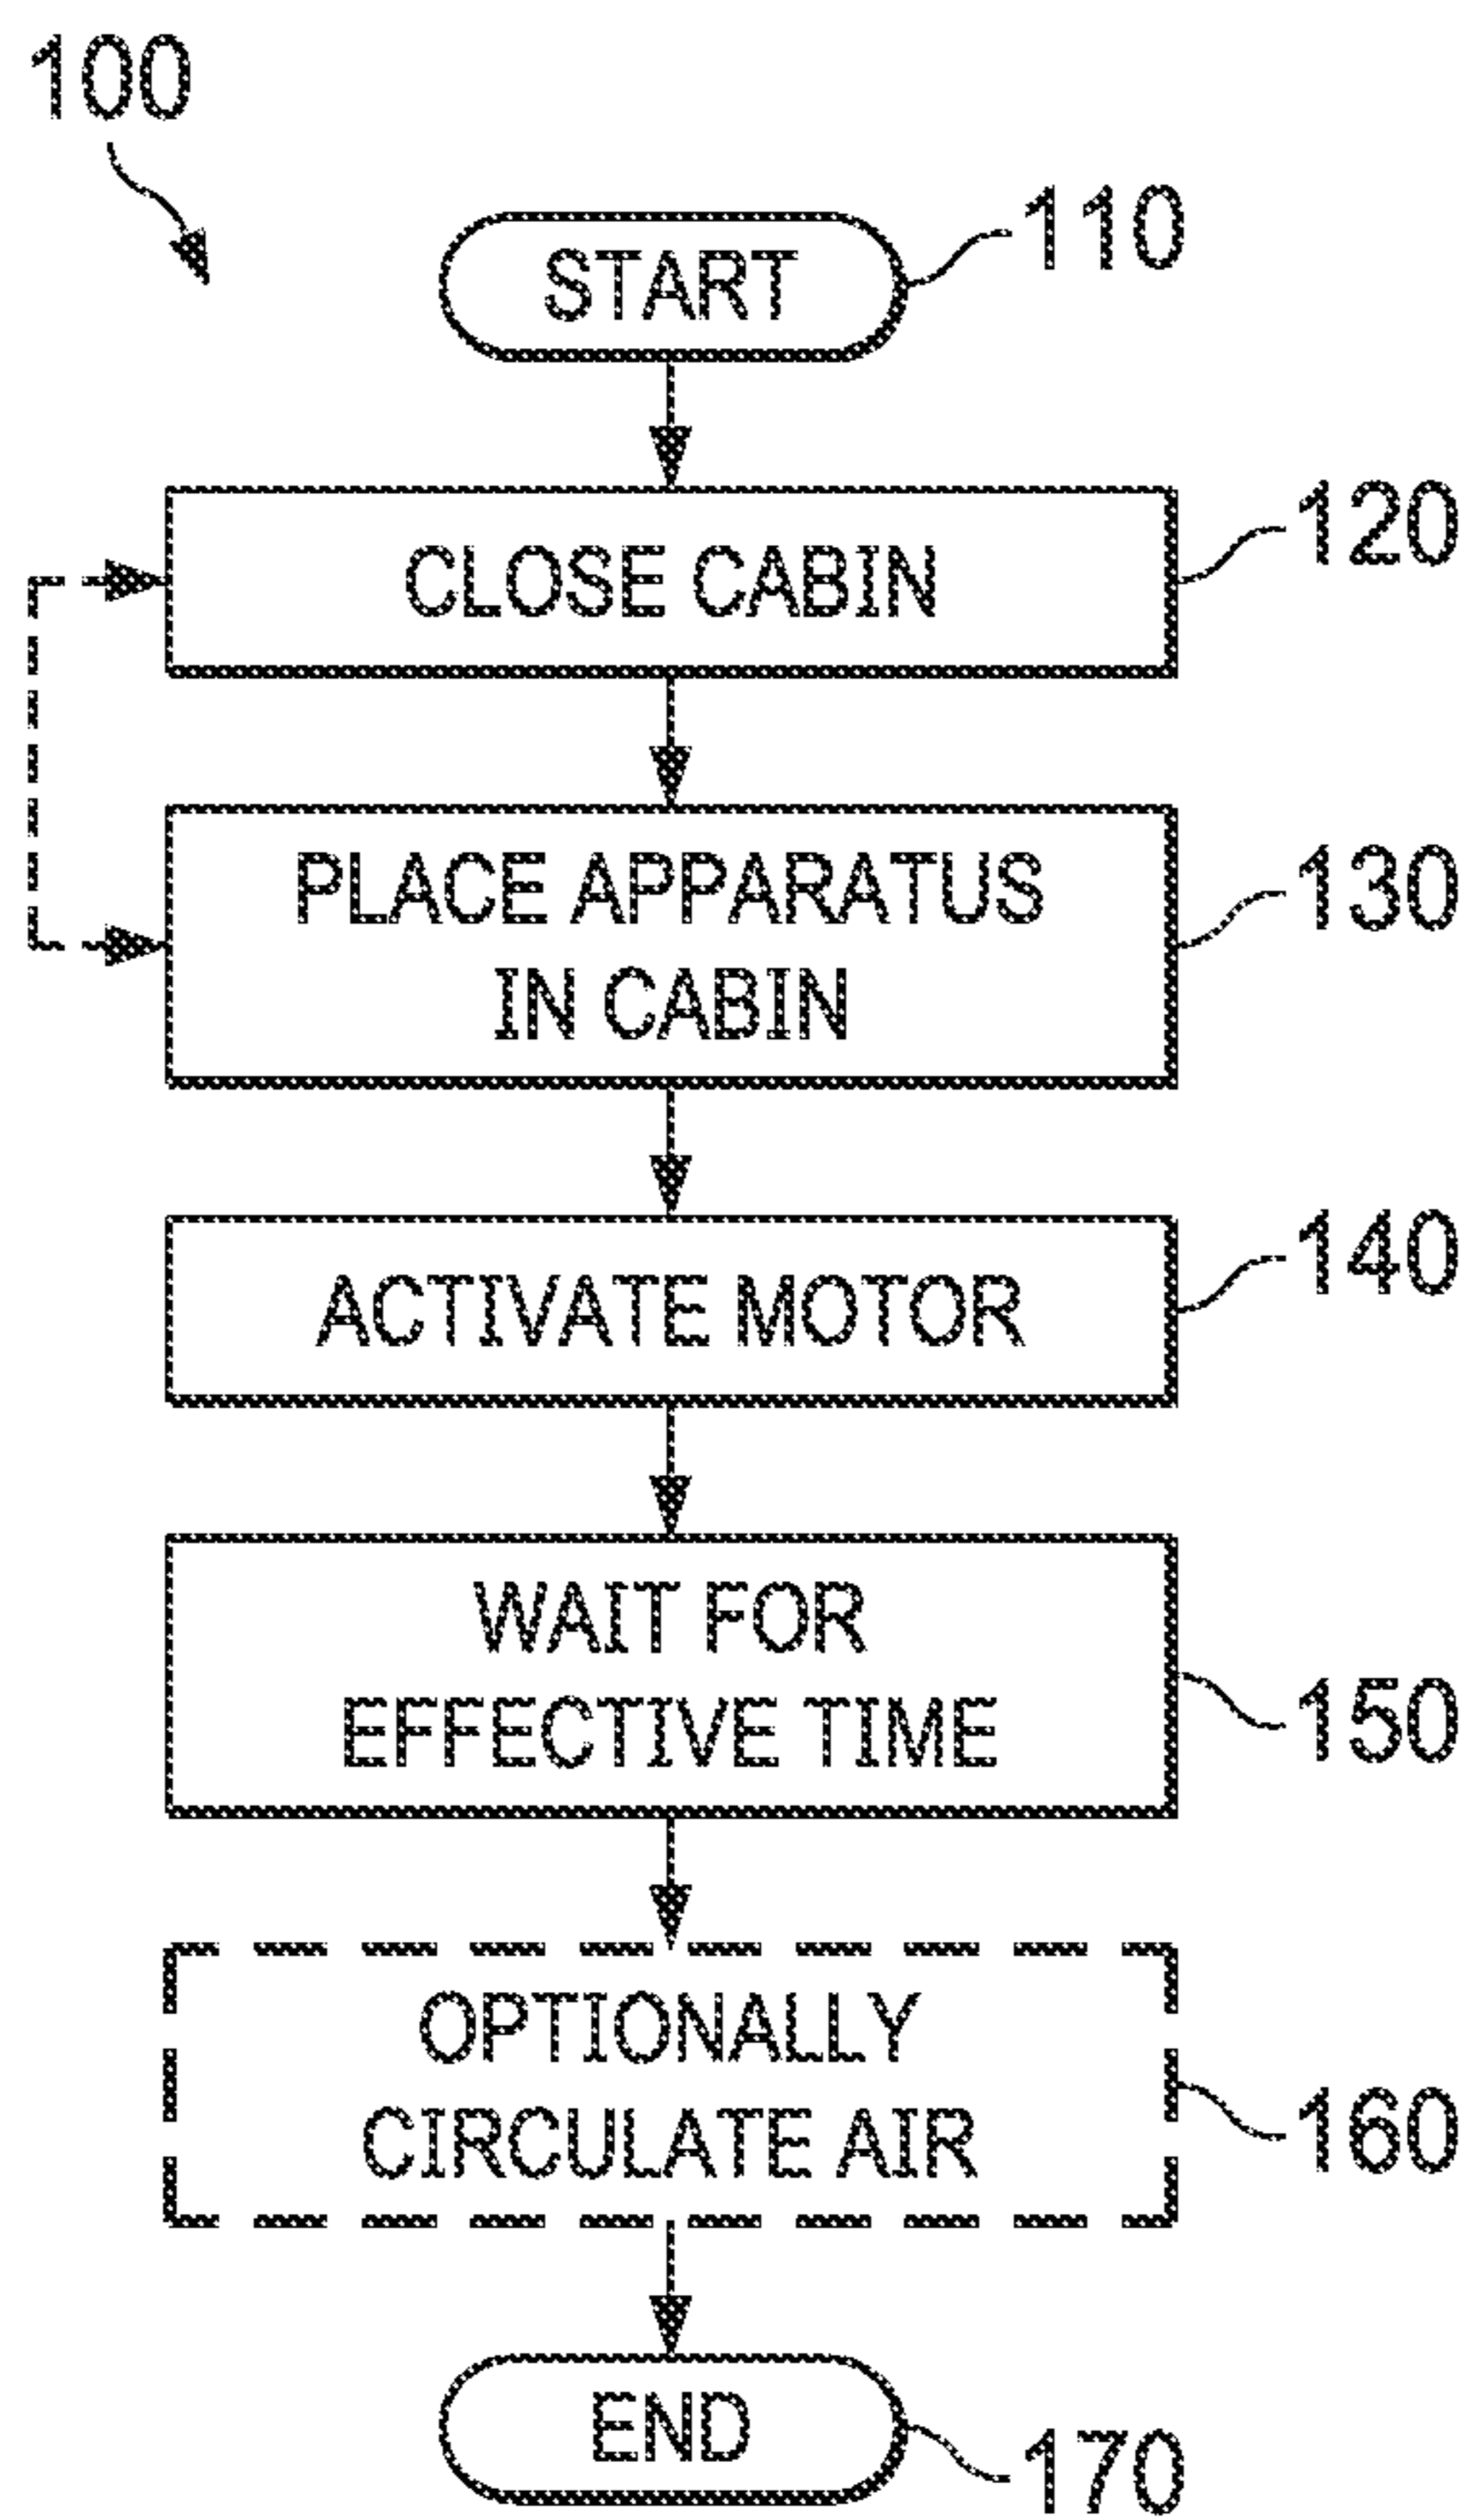 100
START
110
CLOSE CABIN
120
PLACE APPARATUS
IN CABIN
130
ACTIVATE MOTOR
140
WAIT FOR
EFFECTIVE TIME
150
OPTIONALLY
CIRCULATE AIR
160
END
170